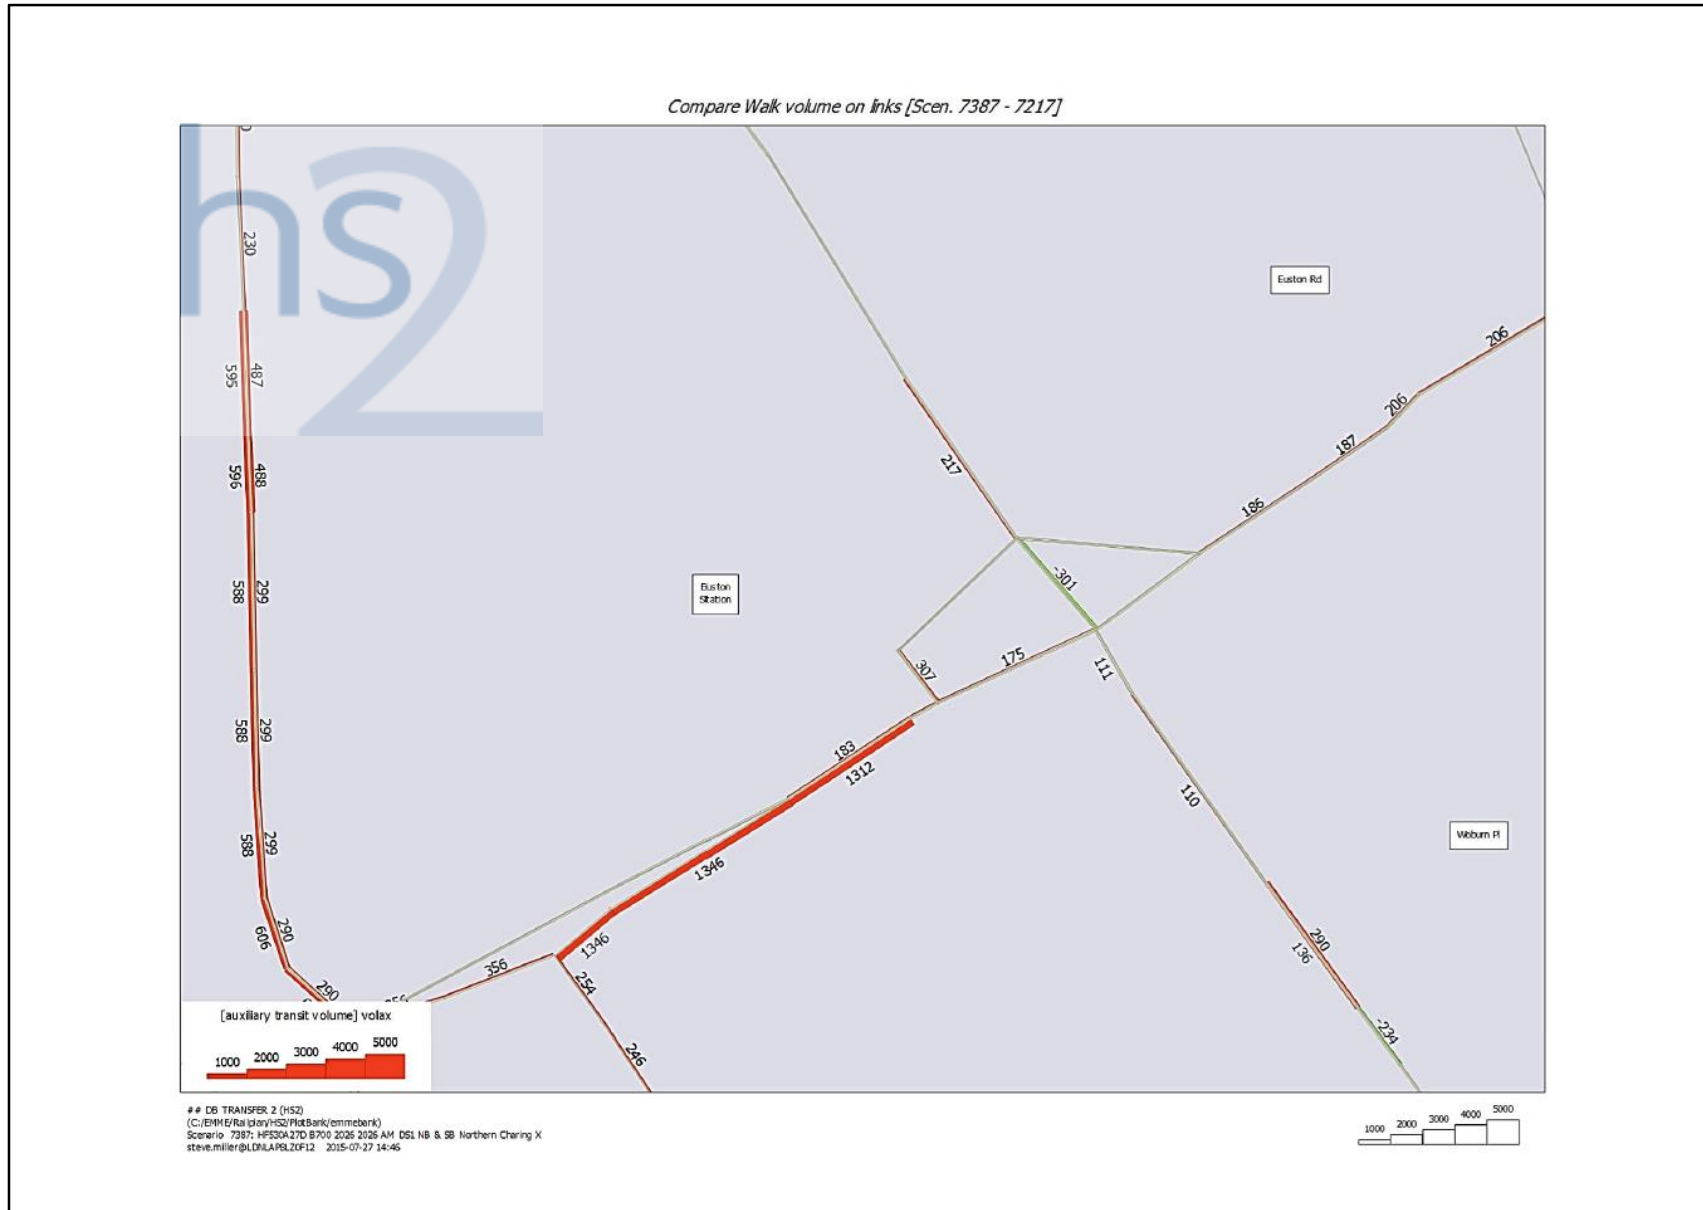 Compare Walk volume on links [Scen. 7387 - 7217]
hs2
230
Euston Rd
206
595
487
206
187
217
596
488
186
-301
588
299
Euston
Station
307
175
111
588
299
183
1312
110
588
299
1346
Woburn Pl
606
290
1346
290
136
356
254
290
-234
246
[auxiliary transit volume] volax
1000 2000 3000 4000 5000
## DB TRANSFER 2 (HS2)
(C:/EMME/Railplan/HS2/PlotBank/emmebank)
Scenario 7387: HF530A27D B700 2026 2026 AM DS1 NB & SB Northern Charing X
2015-07-27 14:46
1000 2000 3000 4000 5000